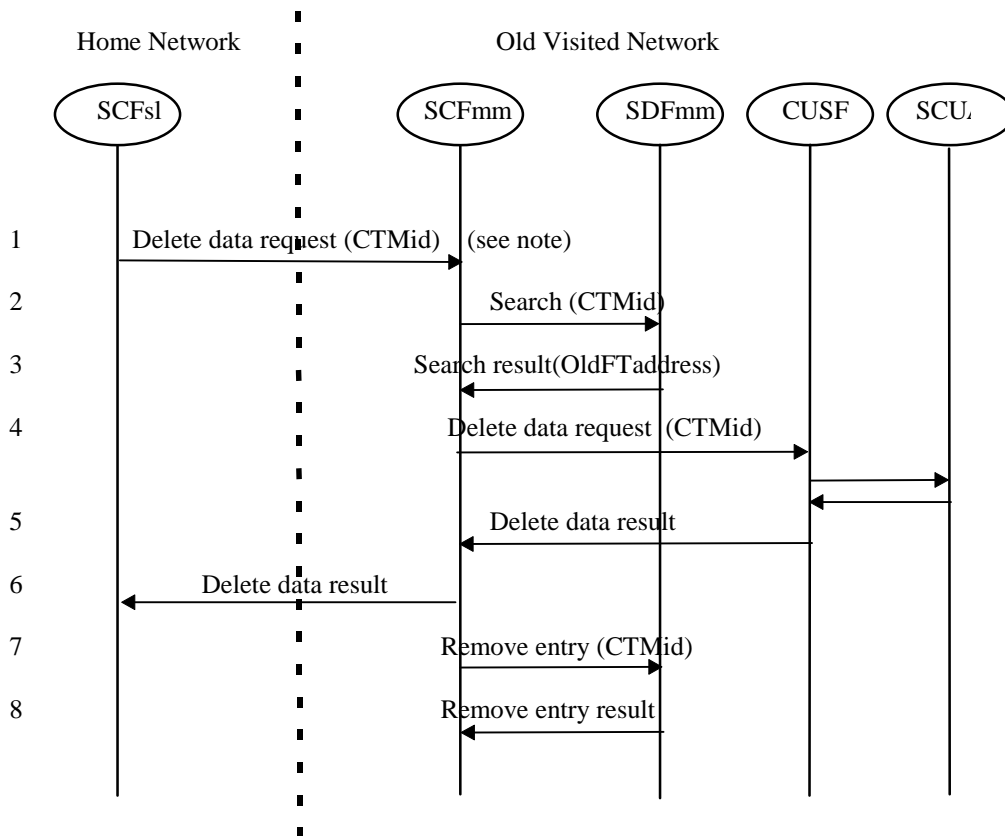 Home Network Old Visited Network
SCFsl SCFmm SDFmm CUSF
1 Delete data request (CTMid) (see note)
2 Search (CTMid)
3 Search result(OldFTaddress)
4 Delete data request (CTMid)
5 Delete data result
6 Delete data result
7 Remove entry (CTMid)
8 Remove entry result